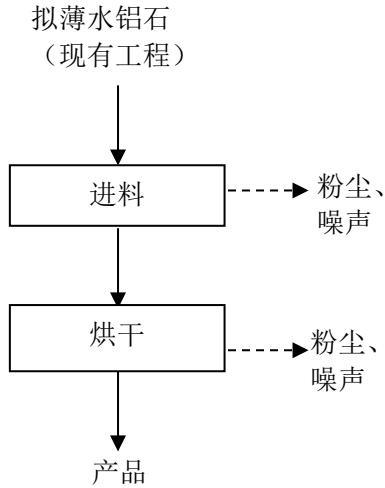 拟薄水铝石
（现有工程）
进料
粉尘、
噪声
烘干
粉尘、
噪声
产品